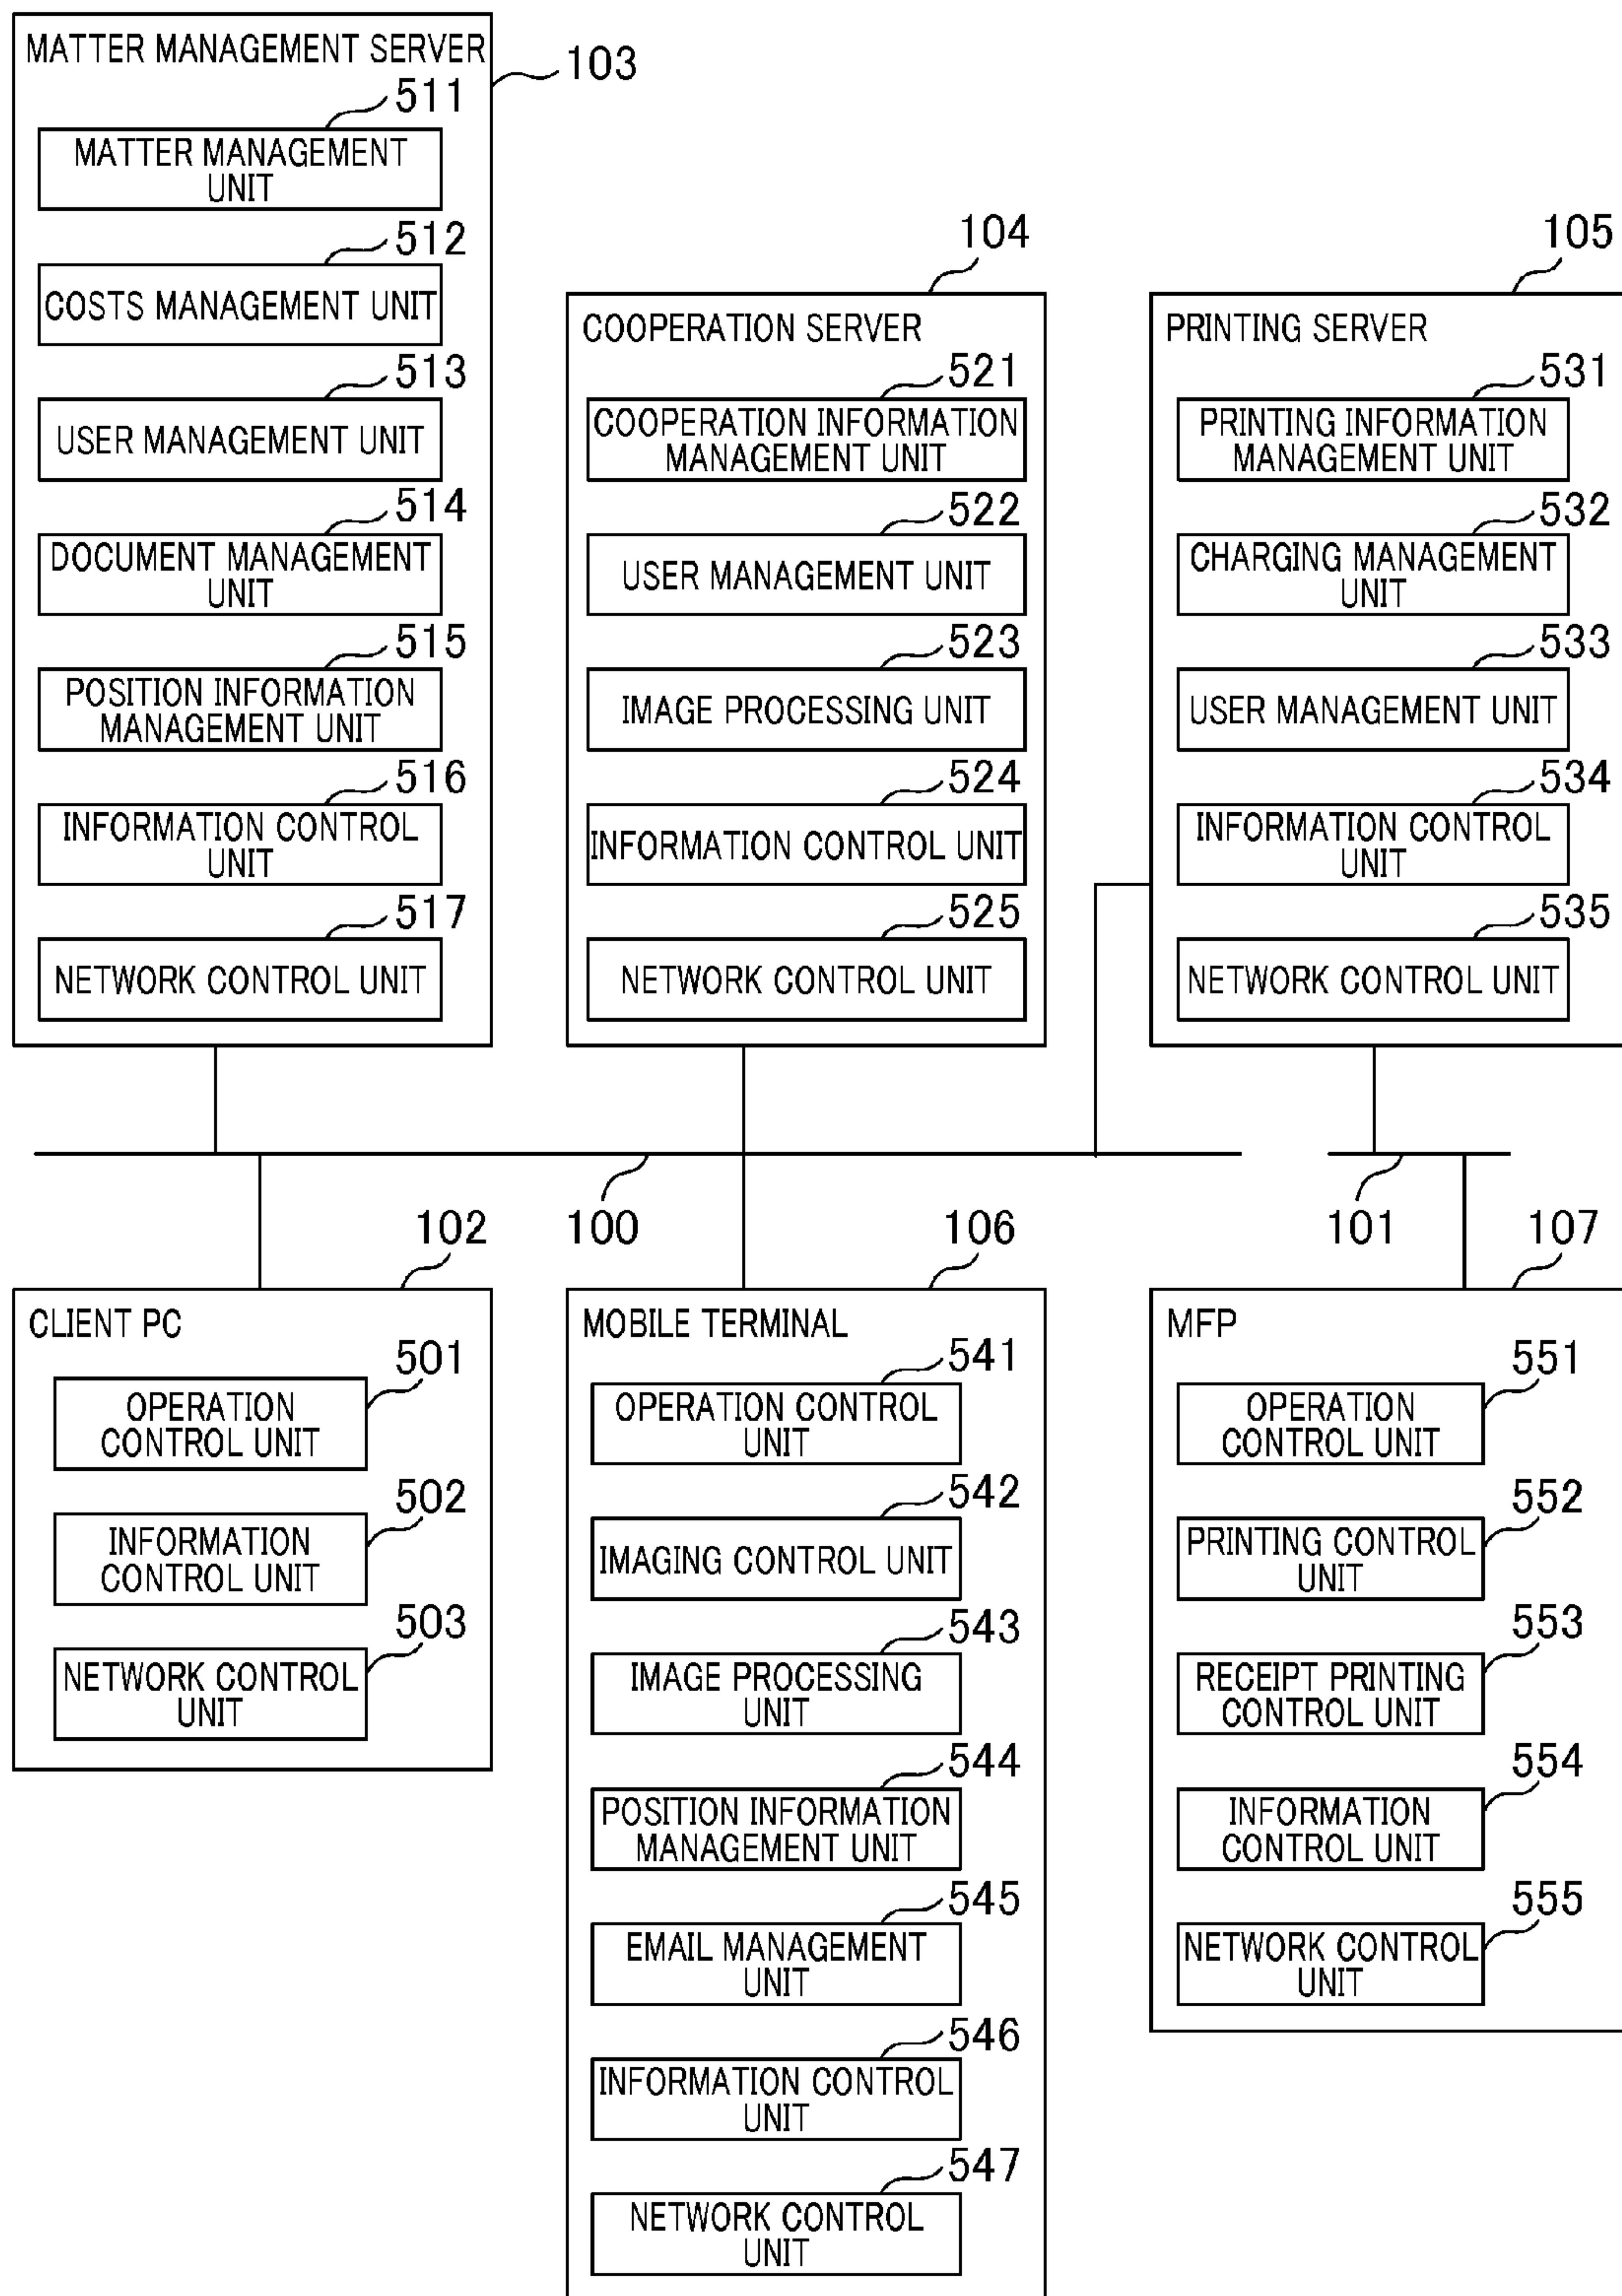 MATTER MANAGEMENT SERVER
103
511
MATTER MANAGEMENT
UNIT
512
COSTS MANAGEMENT UNIT
513
USER MANAGEMENT UNIT
514
DOCUMENT MANAGEMENT
UNIT
515
POSITION INFORMATION
MANAGEMENT UNIT
516
INFORMATION CONTROL
UNIT
517
NETWORK CONTROL UNIT
104
COOPERATION SERVER
521
COOPERATION INFORMATION
MANAGEMENT UNIT
522
USER MANAGEMENT UNIT
523
IMAGE PROCESSING UNIT
524
INFORMATION CONTROL UNIT
525
NETWORK CONTROL UNIT
105
PRINTING SERVER
531
PRINTING INFORMATION
MANAGEMENT UNIT
532
CHARGING MANAGEMENT
UNIT
533
USER MANAGEMENT UNIT
534
INFORMATION CONTROL
UNIT
535
NETWORK CONTROL UNIT
100
101
102
CLIENT PC
501
OPERATION
CONTROL UNIT
502
INFORMATION
CONTROL UNIT
503
NETWORK CONTROL
UNIT
106
MOBILE TERMINAL
541
OPERATION CONTROL
UNIT
542
IMAGING CONTROL UNIT
543
IMAGE PROCESSING
UNIT
544
POSITION INFORMATION
MANAGEMENT UNIT
545
EMAIL MANAGEMENT
UNIT
546
INFORMATION CONTROL
UNIT
547
NETWORK CONTROL
UNIT
107
MFP
551
OPERATION
CONTROL UNIT
552
PRINTING CONTROL
UNIT
553
RECEIPT PRINTING
CONTROL UNIT
554
INFORMATION
CONTROL UNIT
555
NETWORK CONTROL
UNIT